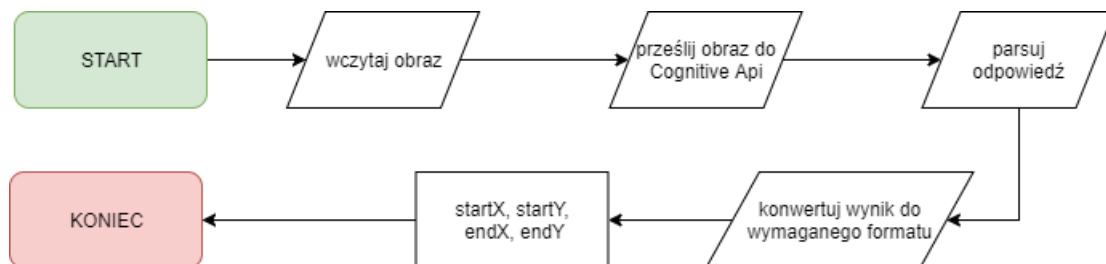 START
wczytaj obraz
prześlij obraz do
Cognitive Api
parsuj
odpowiedź
konwertuj wynik do
wymaganego formatu
startX, startY,
endX, endY
KONIEC